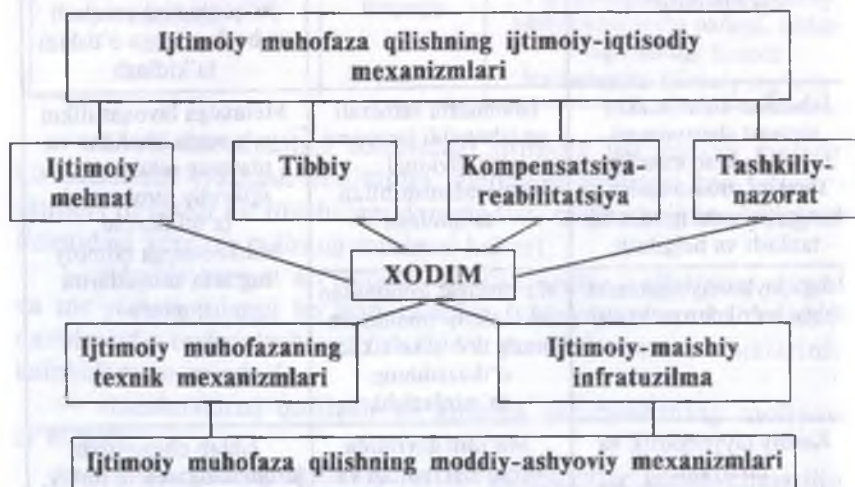 Ijtimoiy muhofaza qilishning ijtimoiy-iqtisodiy
mexanizmlari
Ijtimoiy
mehnat
Tibbiy
Kompensatsiya-
reabilitatsiya
Tashkiliy-
nazorat
XODIM
Ijtimoiy muhofazaning
texnik mexanizmlari
Ijtimoiy-maishiy
infratuzilma
Ijtimoiy muhofaza qilishning moddiy-ashyoviy mexanizmlari